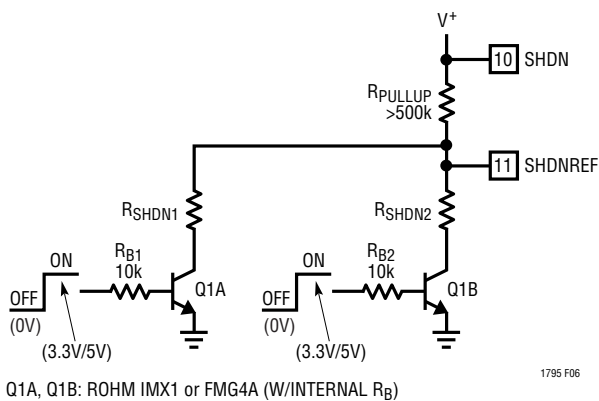 V+
10 SHDN
RPULLUP
>500k
11 SHDNREF
RSHDN1
RSHDN2
ON
RB1
10k
Q1A
OFF
(0V)
(3.3V/5V)
ON
RB2
10k
Q1B
OFF
(0V)
(3.3V/5V)
1795 F06
Q1A, Q1B: ROHM IMX1 or FMG4A (W/INTERNAL RB)